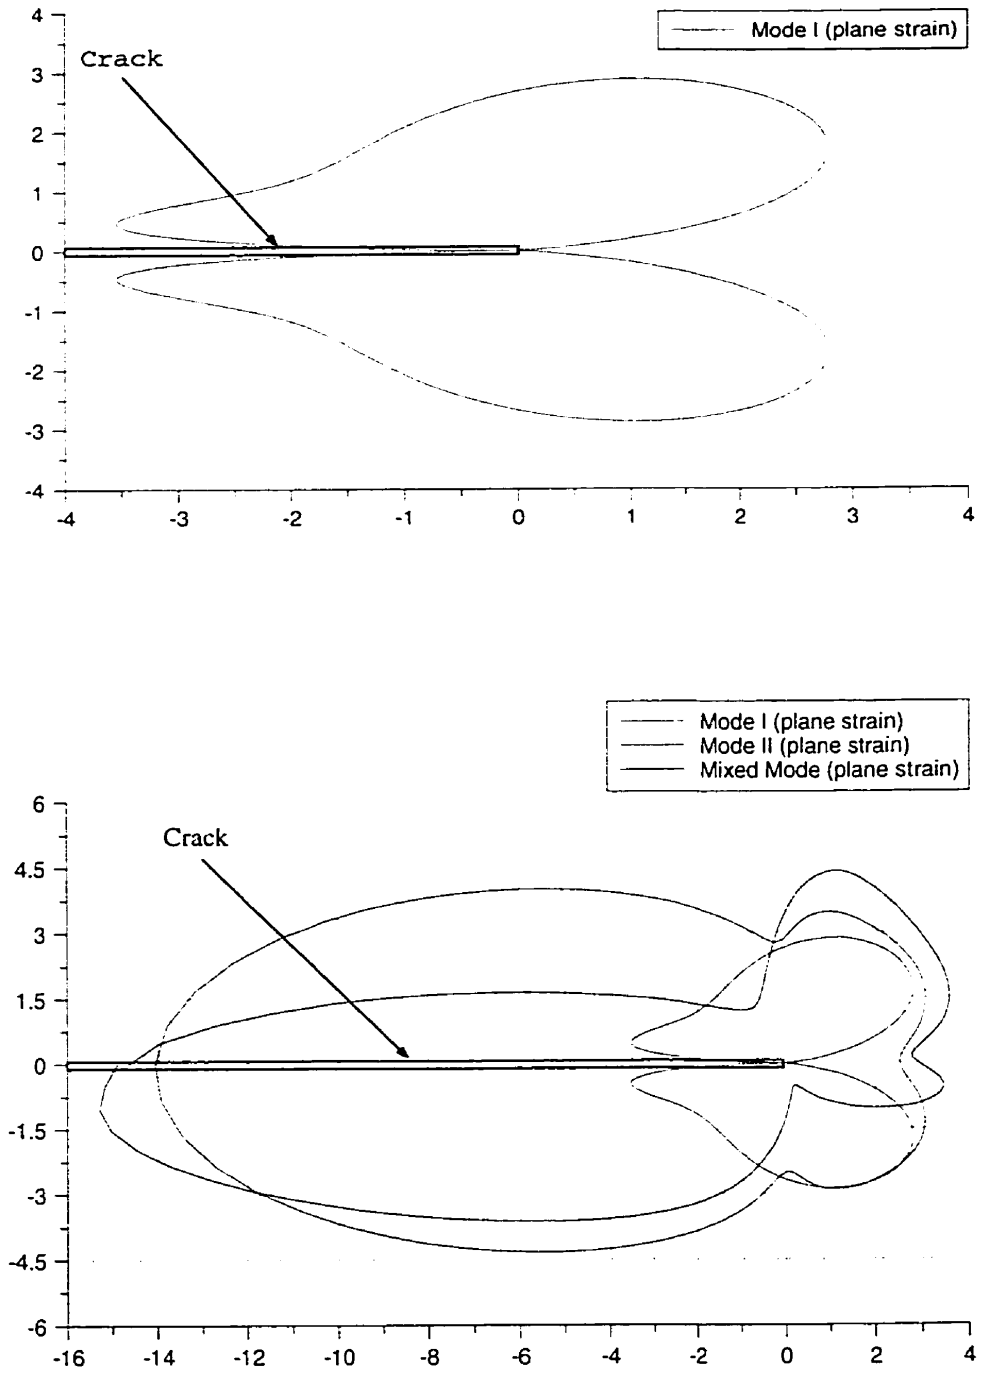 Mode I (plane strain)
Crack
4
3
2
1
0
-1
-2
-3
-4
-4 -3 -2 -1 0 1 2 3 4
Mode I (plane strain)
Mode II (plane strain)
Mixed Mode (plane strain)
Crack
6
4.5
3
1.5
0
-1.5
-3
-4.5
-6
-16 -14 -12 -10 -8 -6 -4 -2 0 2 4